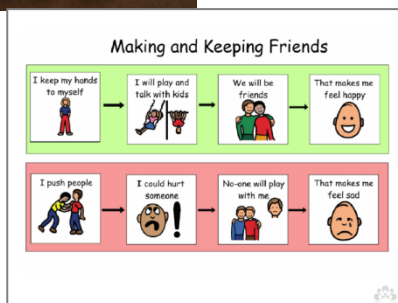 Making and Keeping Friends
I keep my hands
to myself
I will play and
talk with kids
We will be
friends
That makes me
feel happy
I push people
I could hurt
someone
No-one will play
with me
That makes me
feel sad